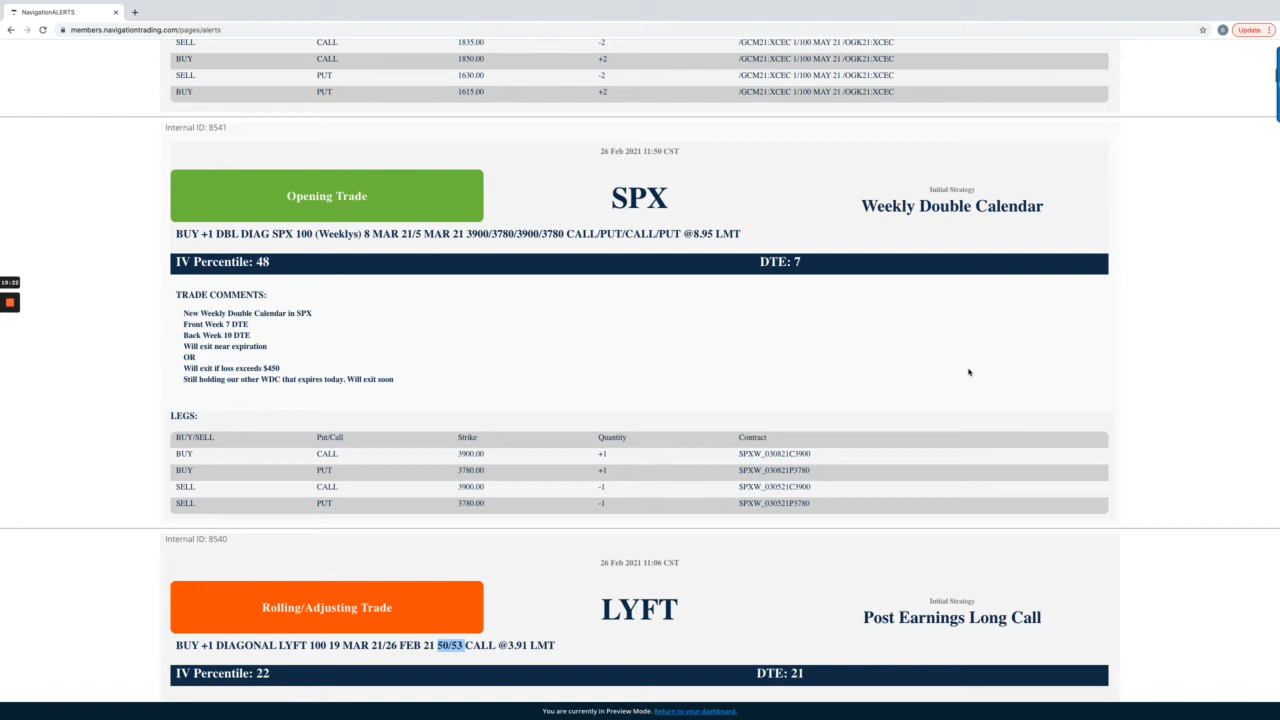 NavigationALERTS
members.navigationtrading.com/pages/alerts
Update
SELL CALL 1835.00 -2 /GCM21:XCEC 1/100 MAY 21 /OGK21:XCEC
BUY CALL 1850.00 +2 /GCM21:XCEC 1/100 MAY 21 /OGK21:XCEC
SELL PUT 1630.00 -2 /GCM21:XCEC 1/100 MAY 21 /OGK21:XCEC
BUY PUT 1615.00 +2 /GCM21:XCEC 1/100 MAY 21 /OGK21:XCEC
Internal ID: 8541
26 Feb 2021 11:50 CST
Opening Trade
SPX
Initial Strategy
Weekly Double Calendar
BUY +1 DBL DIAG SPX 100 (Weeklys) 8 MAR 21/5 MAR 21 3900/3780/3900/3780 CALL/PUT/CALL/PUT @8.95 LMT
IV Percentile: 48 DTE: 7
19:22
TRADE COMMENTS:
New Weekly Double Calendar in SPX
Front Week 7 DTE
Back Week 10 DTE
Will exit near expiration
OR
Will exit if loss exceeds $450
Still holding our other WDC that expires today. Will exit soon
LEGS:
BUY/SELL Put/Call Strike Quantity Contract
BUY CALL 3900.00 +1 SPXW_030821C3900
BUY PUT 3780.00 +1 SPXW_030821P3780
SELL CALL 3900.00 -1 SPXW_030521C3900
SELL PUT 3780.00 -1 SPXW_030521P3780
Internal ID: 8540
26 Feb 2021 11:06 CST
Rolling/Adjusting Trade
LYFT
Initial Strategy
Post Earnings Long Call
BUY +1 DIAGONAL LYFT 100 19 MAR 21/26 FEB 21 50/53 CALL @3.91 LMT
IV Percentile: 22 DTE: 21
You are currently in Preview Mode. Return to your dashboard.